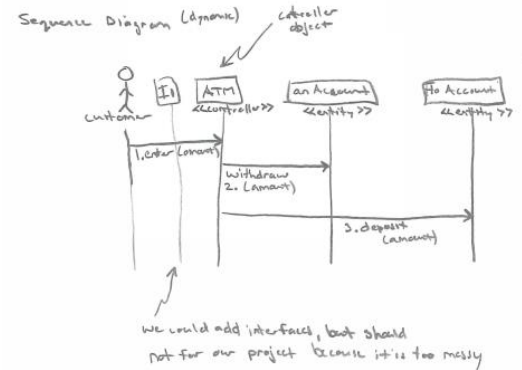 Sequence Diagram (dynamic)
controller
object
I1
ATM
an Account
to Account
<<controller>>
<<entity>>
<<entity>>
customer
1. enter (amount)
withdraw
2. (amount)
3. deposit
(amount)
we could add interfaces, but should
not for our project because it is too messy